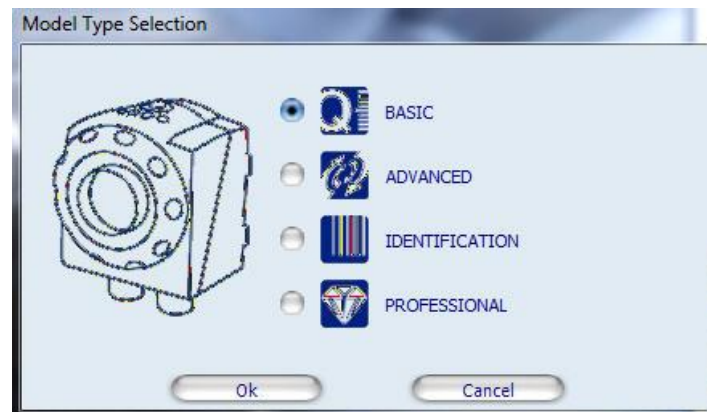 Model Type Selection
BASIC
ADVANCED
IDENTIFICATION
PROFESSIONAL
Ok Cancel